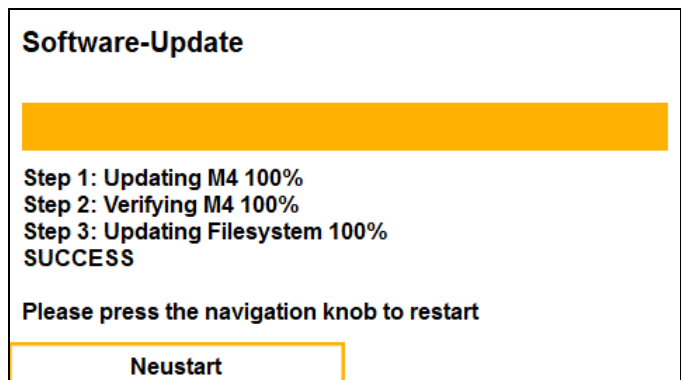 Software-Update
Step 1: Updating M4 100%
Step 2: Verifying M4 100%
Step 3: Updating Filesystem 100%
SUCCESS
Please press the navigation knob to restart
Neustart